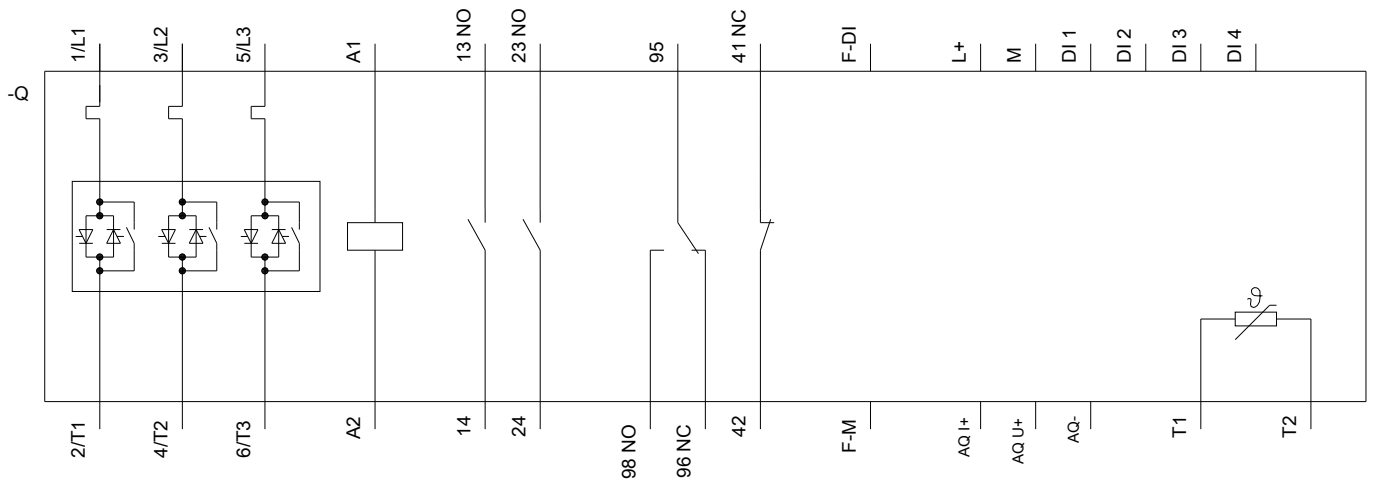 1/L1
3/L2
5/L3
A1
13 NO
23 NO
95
41 NC
F-DI
L+
M
DI 1
DI 2
DI 3
DI 4
-Q
ϑ
2/T1
4/T2
6/T3
A2
14
24
98 NO
96 NC
42
F-M
AQ I+
AQ U+
AQ-
T1
T2